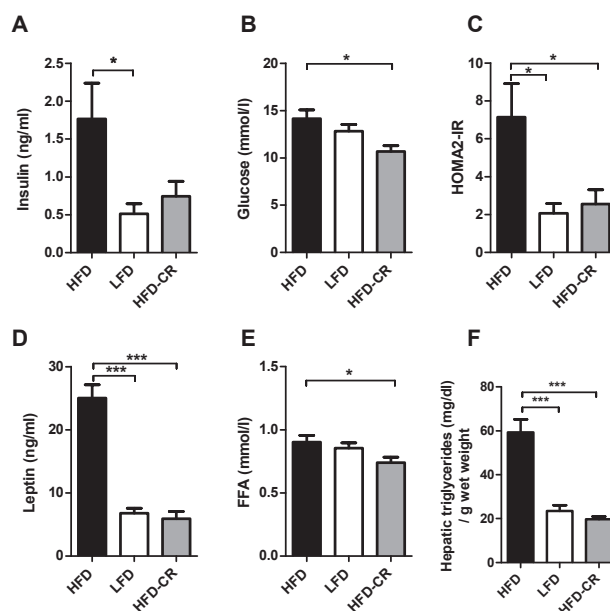 A
Insulin (ng/ml)
2.5
2.0
1.5
1.0
0.5
0.0
*
HFD
LFD
HFD-CR
B
Glucose (mmol/l)
20
15
10
5
0
*
HFD
LFD
HFD-CR
C
HOMA2-IR
10
8
6
4
2
0
*
*
HFD
LFD
HFD-CR
D
Leptin (ng/ml)
30
20
10
0
***
***
HFD
LFD
HFD-CR
E
FFA (mmol/l)
1.5
1.0
0.5
0.0
*
HFD
LFD
HFD-CR
F
Hepatic triglycerides (mg/dl)
/ g wet weight
80
60
40
20
0
***
***
HFD
LFD
HFD-CR